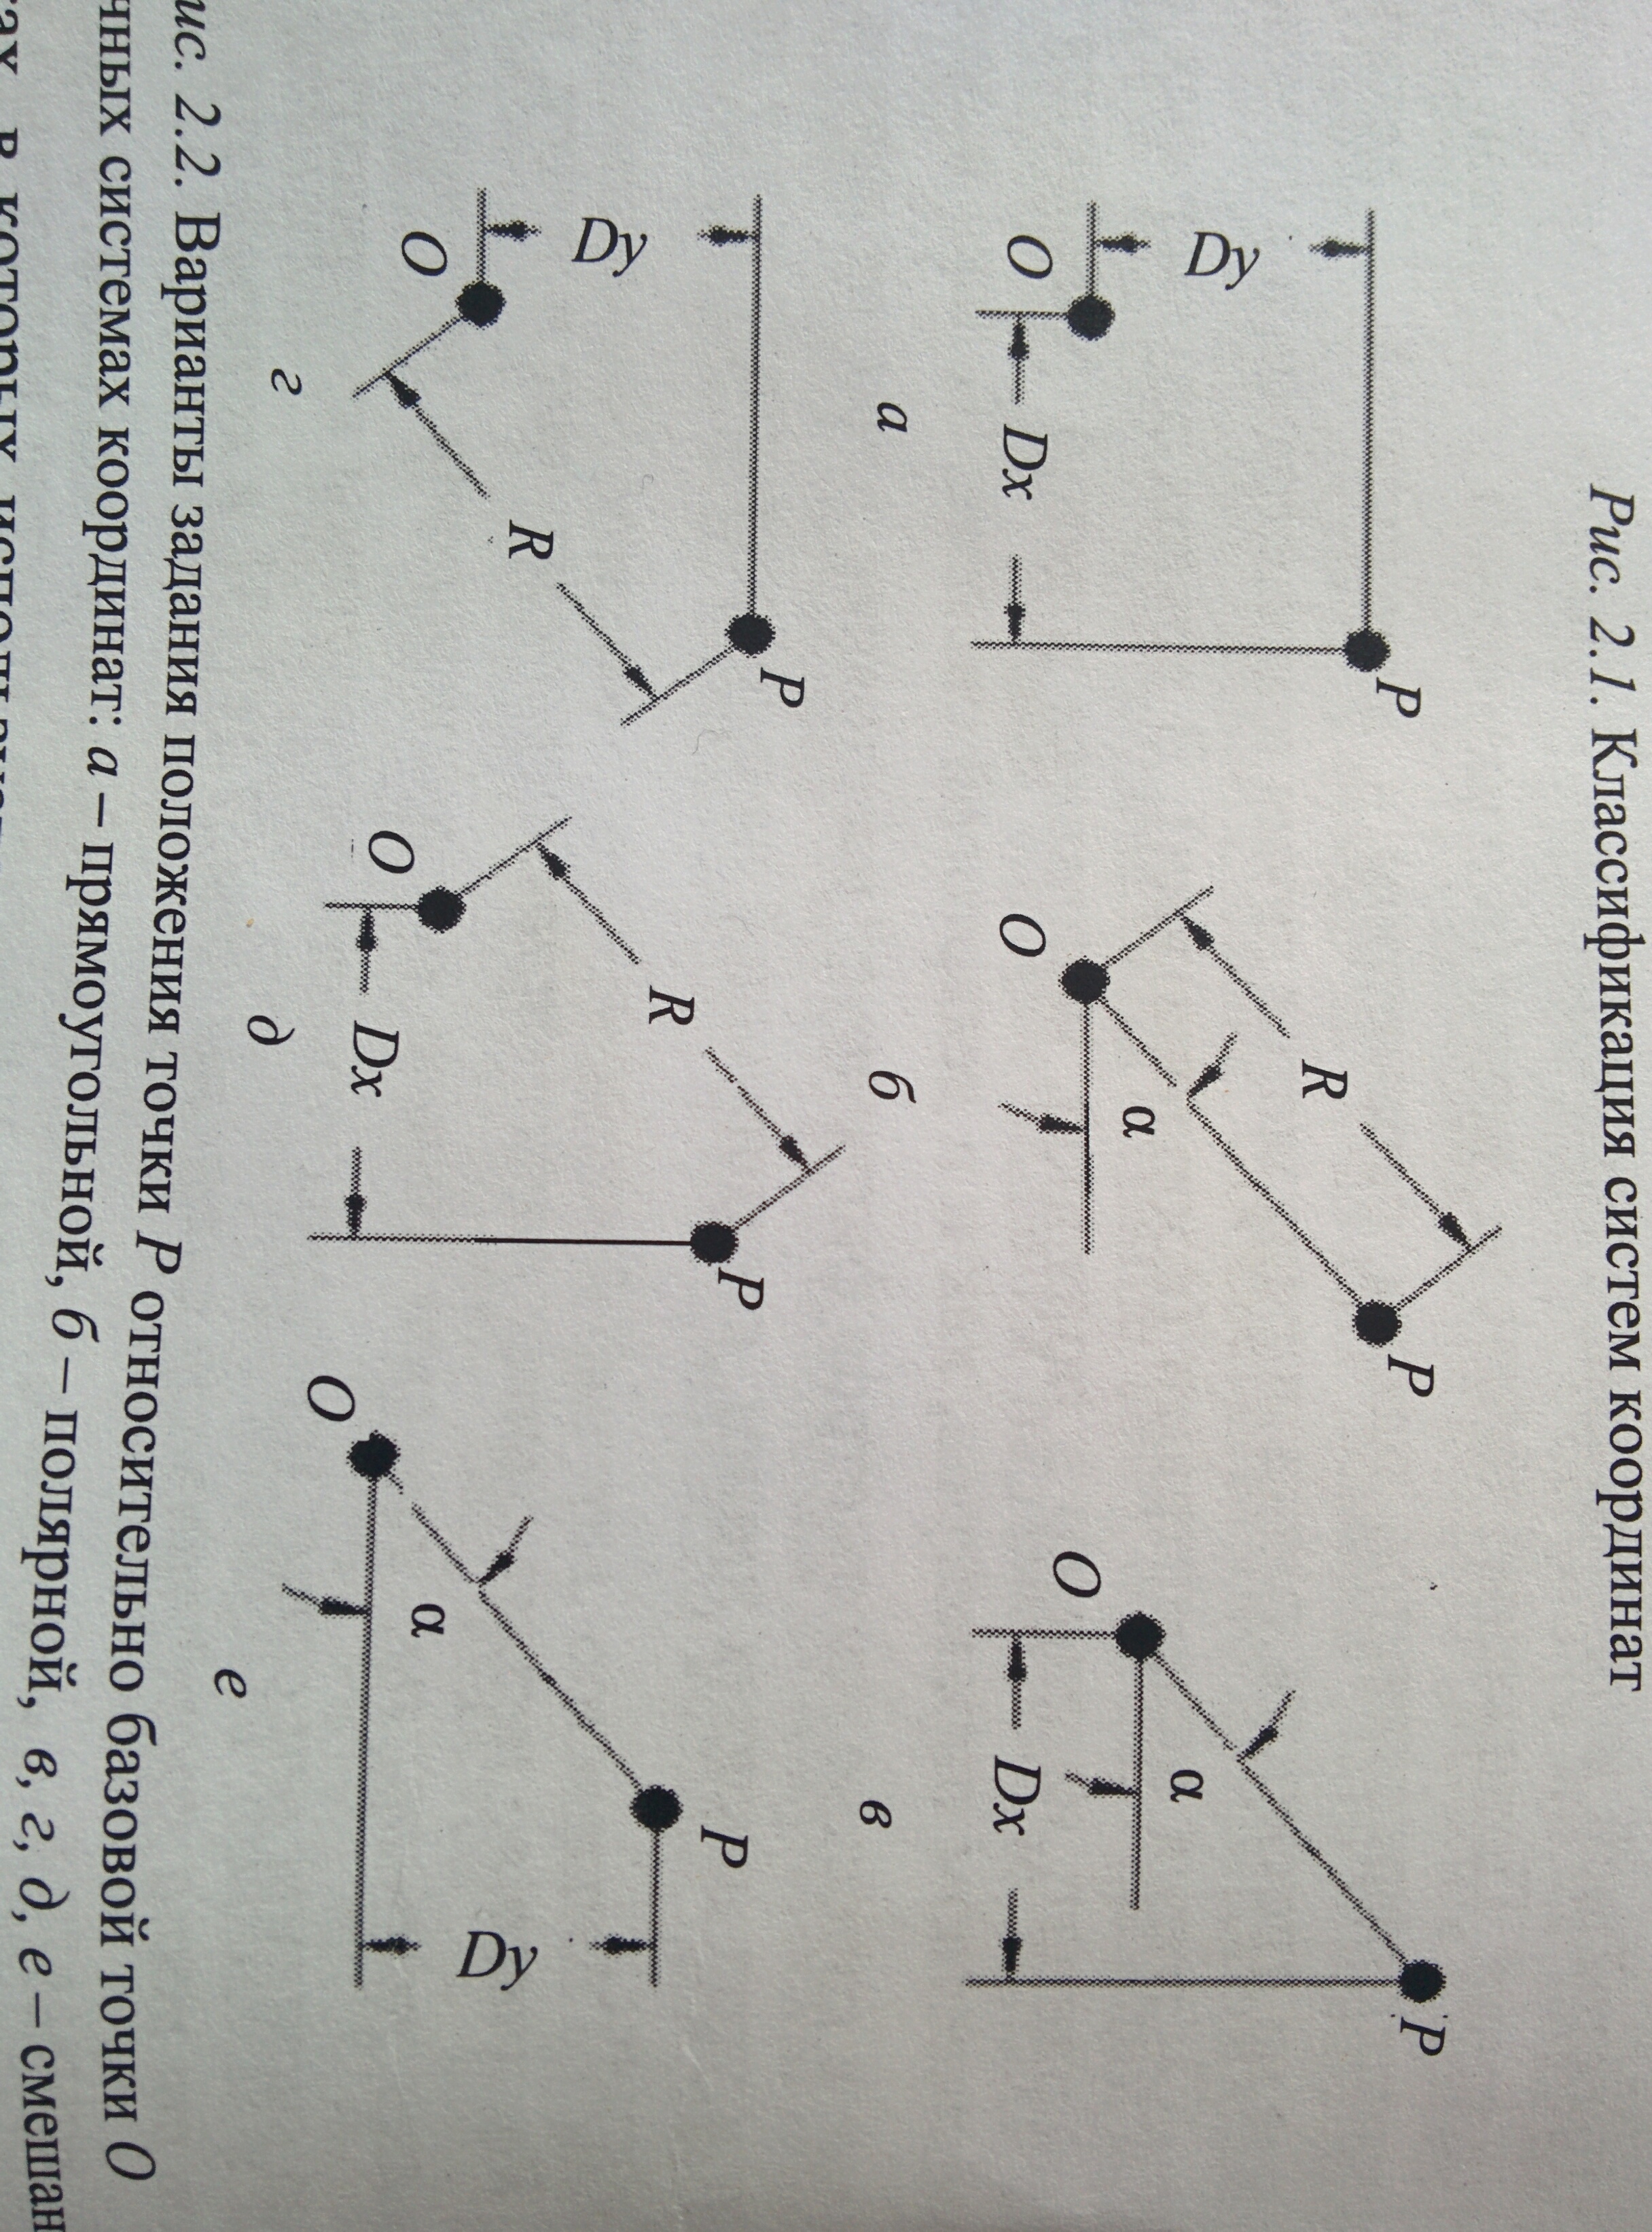 Рис. 2.1. Классификация систем координат
Dy
O
Dx
P
а
R
O
α
P
б
O
α
Dx
P
в
Dy
O
R
P
г
O
R
Dx
P
д
O
α
P
Dy
е
ис. 2.2. Варианты задания положения точки P относительно базовой точки O
чных системах координат: а – прямоугольной, б – полярной, в, г, д, е – смешан
в которых